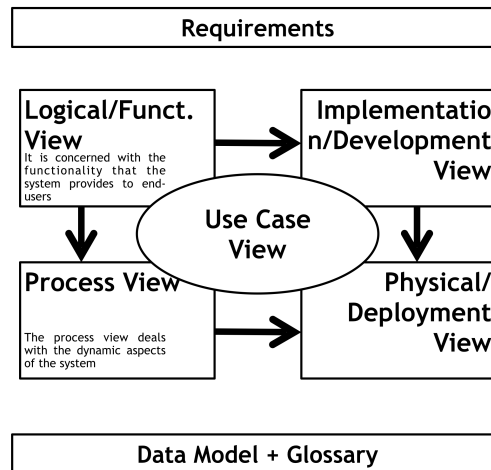 Requirements
Logical/Funct.
View
It is concerned with the
functionality that the
system provides to end-
users
Implementatio
n/Development
View
Use Case
View
Process View
The process view deals
with the dynamic aspects
of the system
Physical/
Deployment
View
Data Model + Glossary